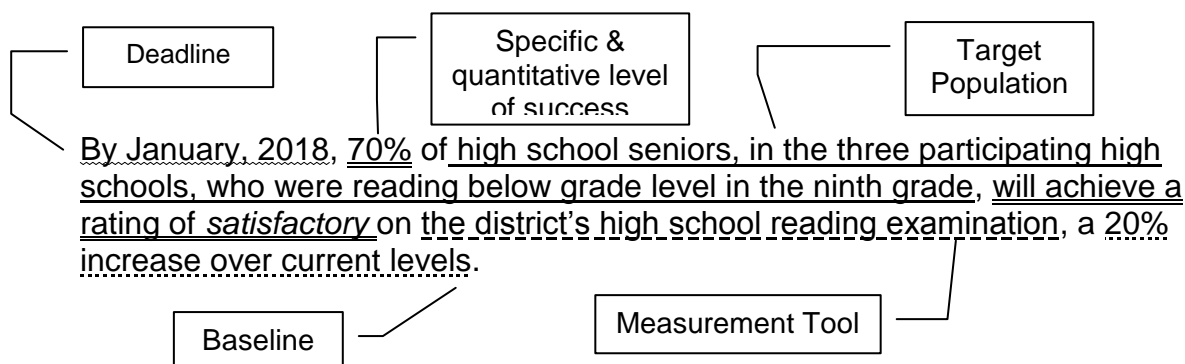 Deadline
Specific &
quantitative level
of success
Target
Population
By January, 2018, 70% of high school seniors, in the three participating high
schools, who were reading below grade level in the ninth grade, will achieve a
rating of satisfactory on the district’s high school reading examination, a 20%
increase over current levels.
Baseline
Measurement Tool